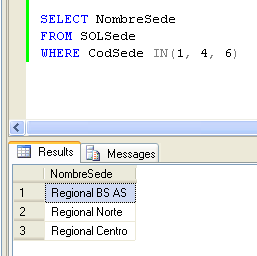 SELECT NombreSede
FROM SOLSede
WHERE CodSede IN(1, 4, 6)
Results Messages
NombreSede
1 Regional BS AS
2 Regional Norte
3 Regional Centro